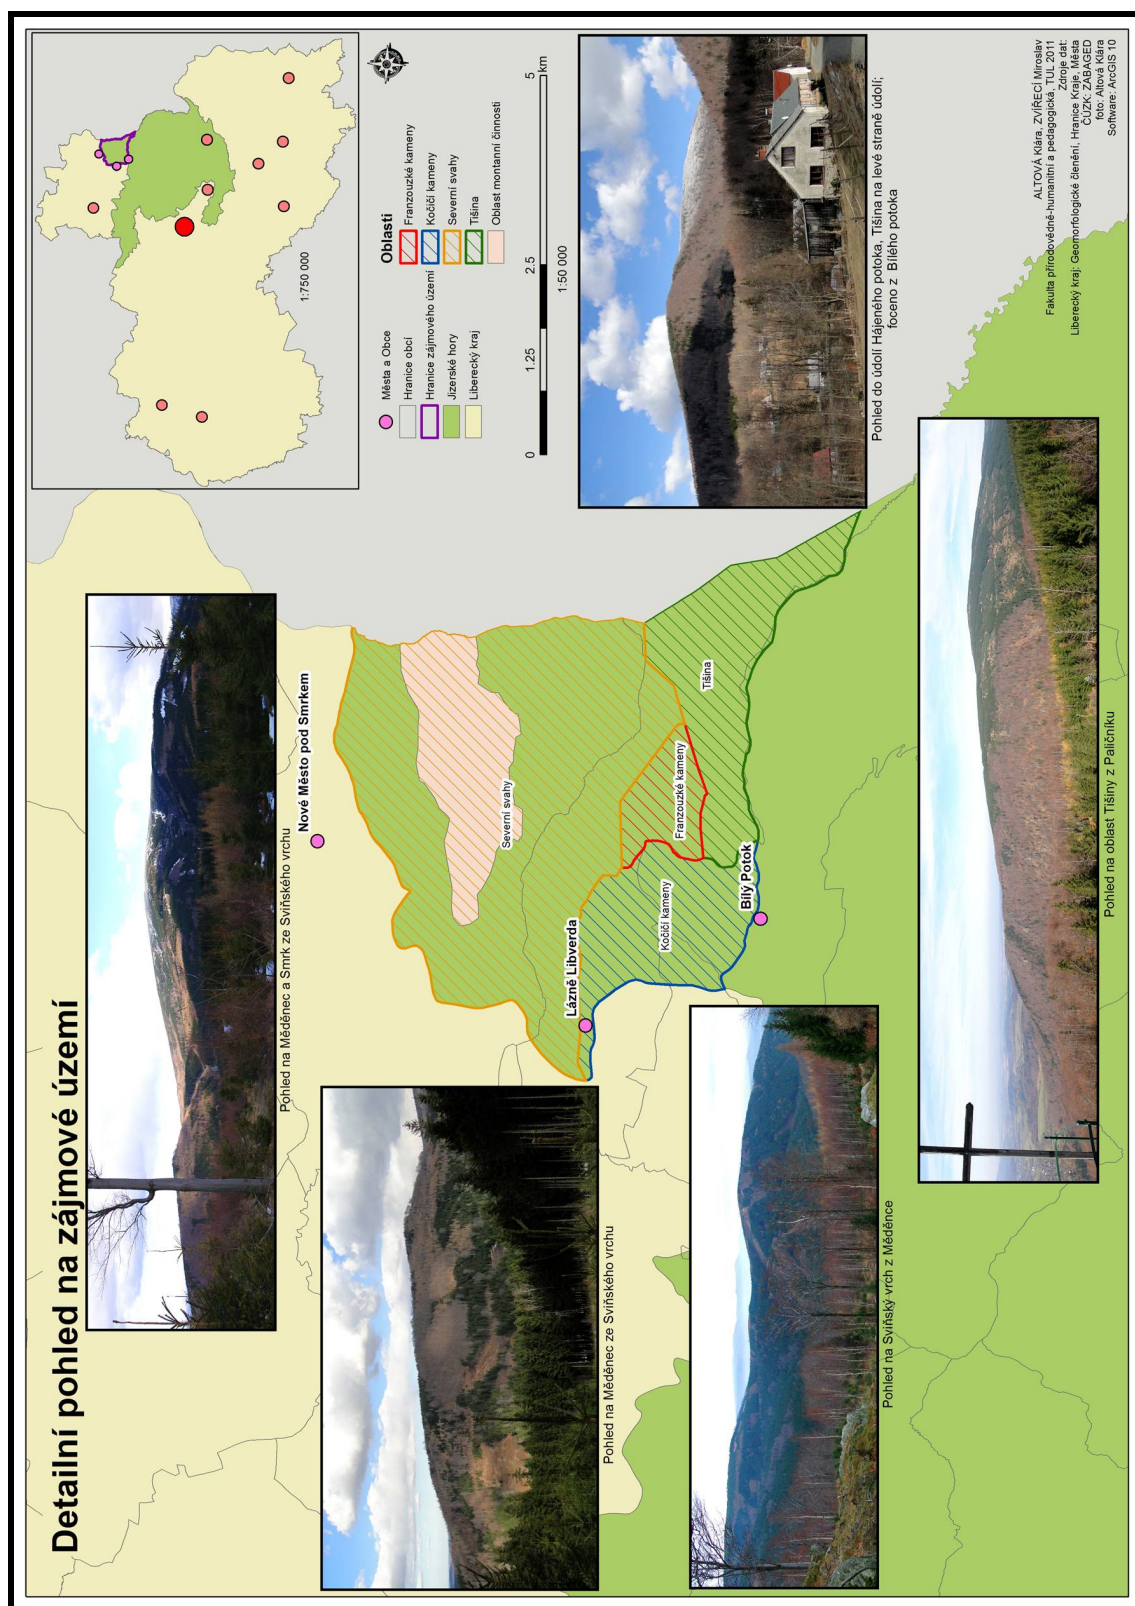 Detailní pohled na zájmové území
Pohled na Měděnec a Smrk ze Sviňského vrchu
Nové Město pod Smrkem
Severní svahy
Lázně Libverda
Kočičí kameny
Franzouzké kameny
Tišina
Bílý Potok
Pohled na Měděnec ze Sviňského vrchu
Pohled na Sviňský vrch z Měděnce
Pohled na oblast Tišiny z Paličníku
Pohled do údolí Hájeného potoka, Tišina na levé straně údolí;
foceno z Bílého potoka
1:750 000
Města a Obce
Hranice obcí
Hranice zájmového území
Jizerské hory
Liberecký kraj
Oblasti
Franzouzké kameny
Kočičí kameny
Severní svahy
Tišina
Oblast montanní činnosti
0 1,25 2,5 5 km
1:50 000
ALTOVÁ Klára, ZVÍŘECÍ Miroslav
Fakulta přírodovědně-humanitní a pedagogická, TUL 2011
Zdroje dat:
Liberecký kraj: Geomorfologické členění, Hranice Kraje, Města
ČÚZK: ZABAGED
foto: Altová Klára
Software: ArcGIS 10